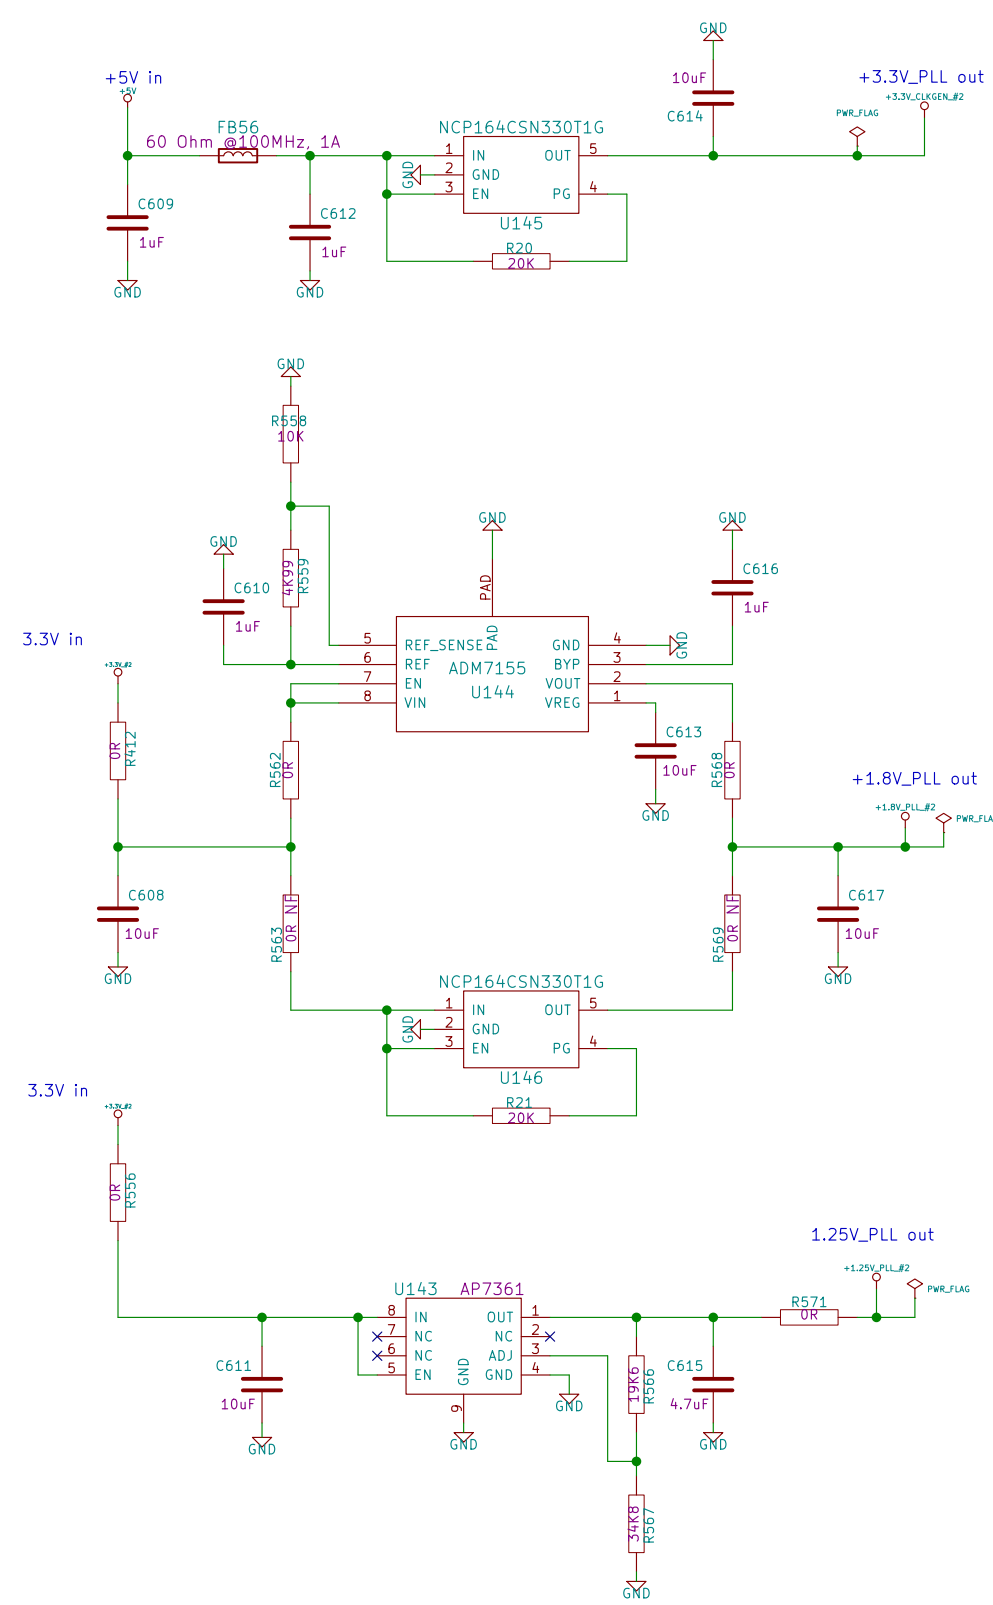 GND
+5V in
+3.3V_PLL out
+5V
10uF
+3.3V_CLKGEN_#2
C614
PWR_FLAG
FB56
60 Ohm @100MHz, 1A
NCP164CSN330T1G
1 IN
OUT 5
GND
2 GND
3 EN
PG 4
U145
C609
1uF
C612
1uF
R20
20K
GND
GND
GND
R558
10K
GND
GND
GND
C610
1uF
4K99
R559
PAD
PAD
C616
1uF
3.3V in
+3.3V_#2
5 REF_SENSE
6 REF
7 EN
8 VIN
ADM7155
U144
GND 4
BYP 3
VOUT 2
VREG 1
GND
0R
R412
R562
0R
C613
10uF
R568
0R
GND
+1.8V_PLL out
+1.8V_PLL_#2
PWR_FLA
C608
10uF
GND
R563
0R NF
R569
0R NF
C617
10uF
GND
NCP164CSN330T1G
1 IN
OUT 5
GND
2 GND
3 EN
PG 4
U146
R21
20K
3.3V in
+3.3V_#2
0R
R556
1.25V_PLL out
+1.25V_PLL_#2
PWR_FLAG
U143
AP7361
8 IN
7 NC
6 NC
5 EN
GND
9
OUT 1
NC 2
ADJ 3
GND 4
R571
0R
C611
10uF
GND
GND
GND
19K6
R566
C615
4.7uF
GND
34K8
R567
GND